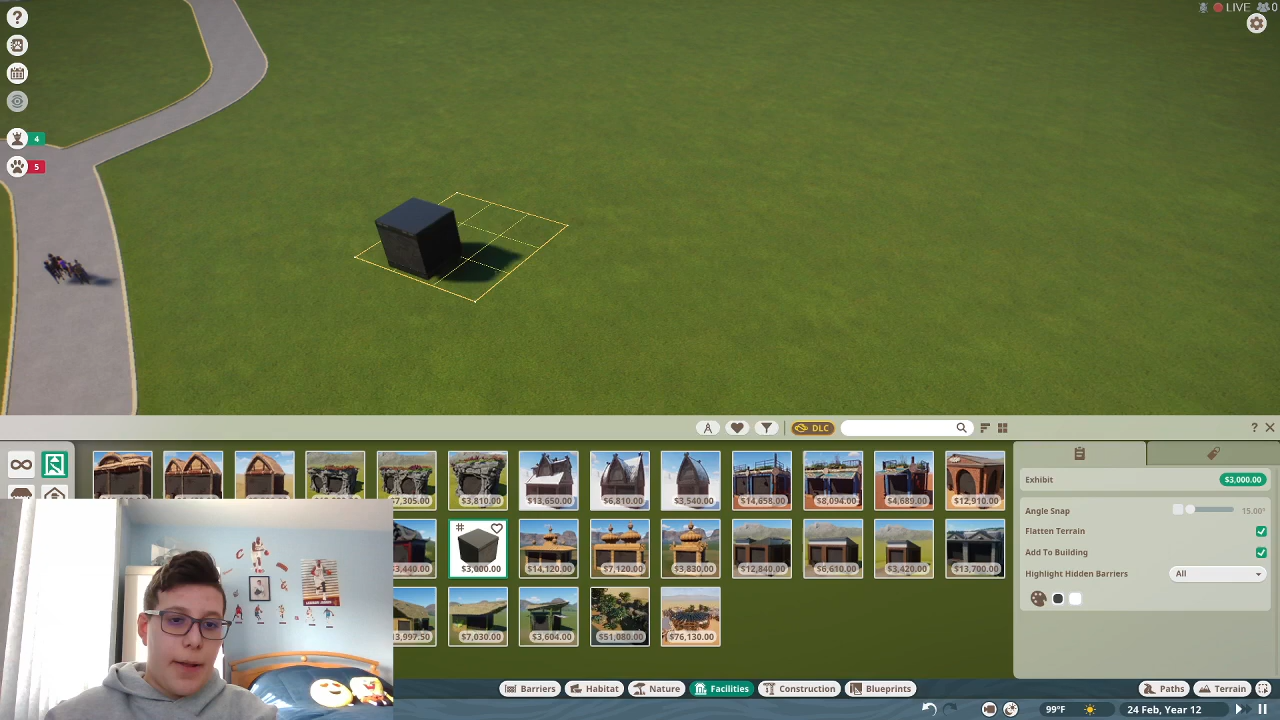 LIVE 0
4
5
DLC
$7,305.00 $3,810.00 $13,650.00 $6,810.00 $3,540.00 $14,658.00 $8,094.00 $4,689.00 $12,910.00
$3,440.00 $3,000.00 $14,120.00 $7,120.00 $3,830.00 $12,840.00 $6,610.00 $3,420.00 $13,700.00
$7,030.00 $3,604.00 $51,080.00 $76,130.00
Exhibit $3,000.00
Angle Snap 15.00°
Flatten Terrain
Add To Building
Highlight Hidden Barriers All
Barriers Habitat Nature Facilities Construction Blueprints Paths Terrain
99°F 24 Feb, Year 12